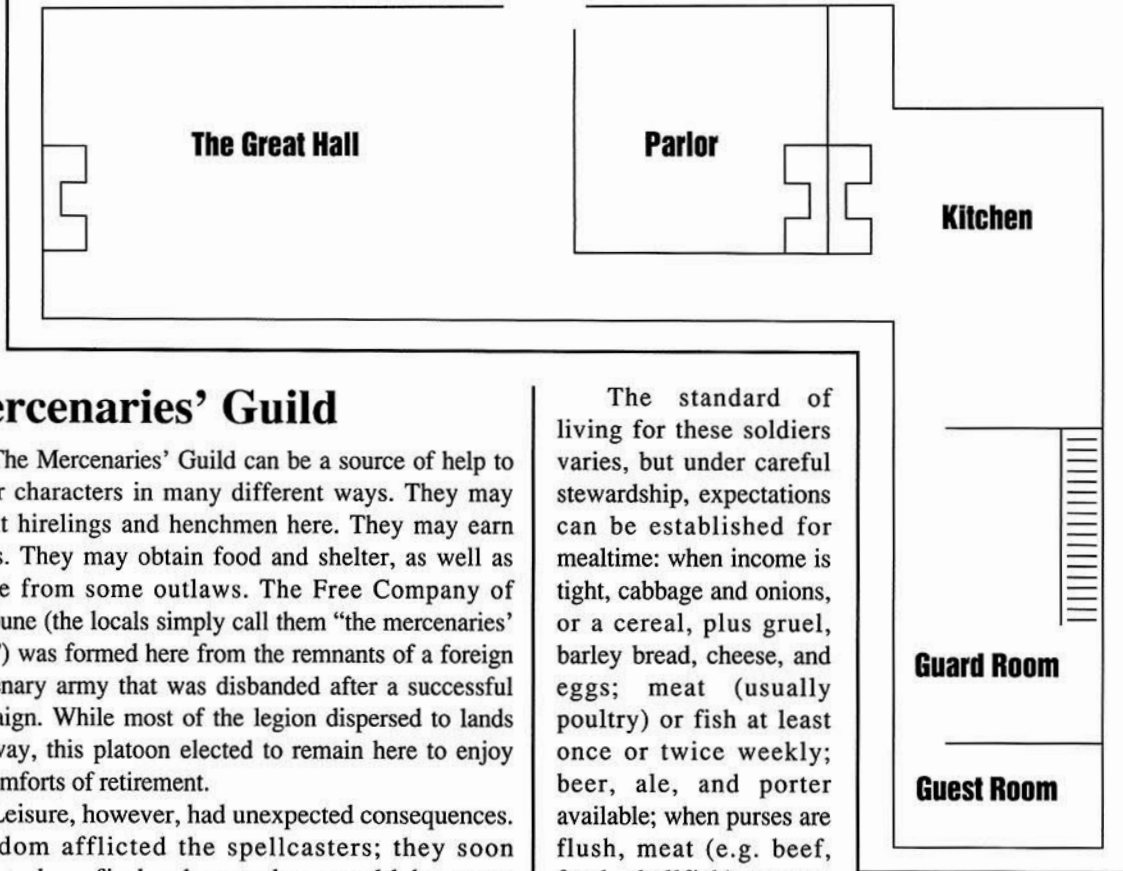 The Great Hall
Parlor
Kitchen
Guard Room
Guest Room
ercenaries’ Guild
The Mercenaries’ Guild can be a source of help to
r characters in many different ways. They may
t hirelings and henchmen here. They may earn
s. They may obtain food and shelter, as well as
e from some outlaws. The Free Company of
une (the locals simply call them “the mercenaries’
”) was formed here from the remnants of a foreign
nary army that was disbanded after a successful
aign. While most of the legion dispersed to lands
way, this platoon elected to remain here to enjoy
mforts of retirement.
Leisure, however, had unexpected consequences.
dom afflicted the spellcasters; they soon
The standard of
living for these soldiers
varies, but under careful
stewardship, expectations
can be established for
mealtime: when income is
tight, cabbage and onions,
or a cereal, plus gruel,
barley bread, cheese, and
eggs; meat (usually
poultry) or fish at least
once or twice weekly;
beer, ale, and porter
available; when purses are
flush, meat (e.g. beef,